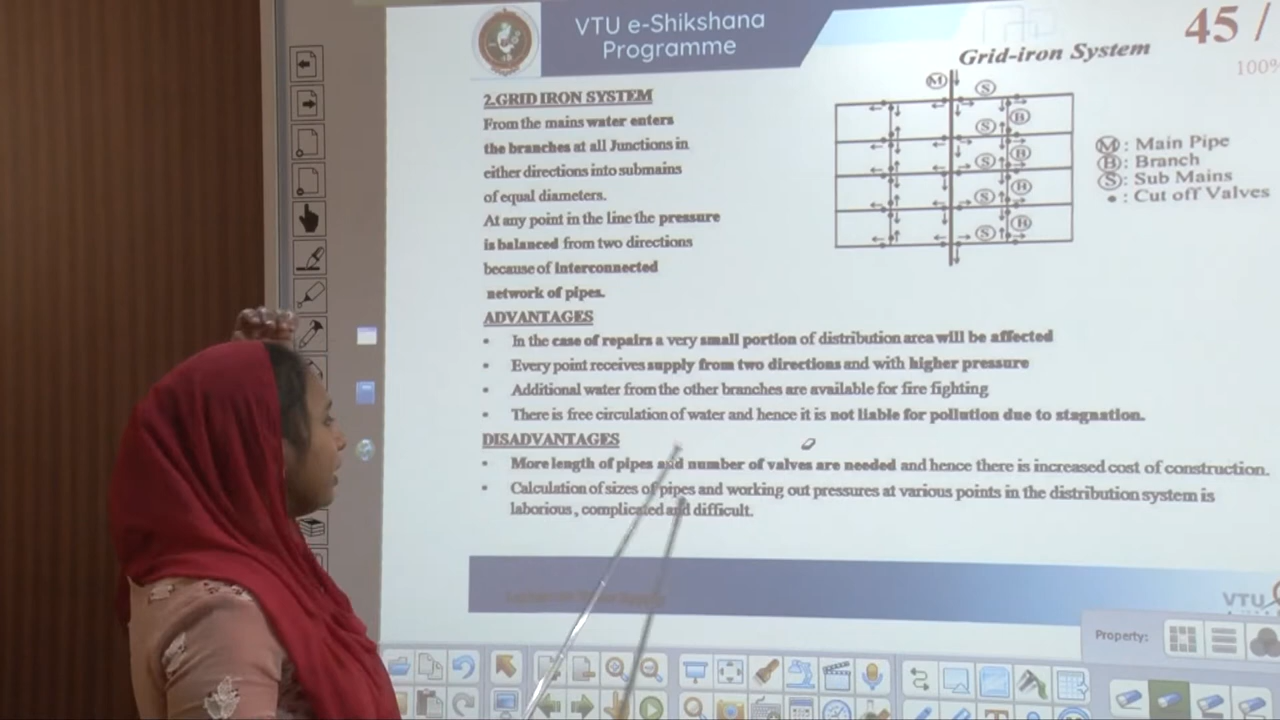 VTU e-Shikshana
Programme
45 /
100%
2.GRID IRON SYSTEM
From the mains water enters
the branches at all Junctions in
either directions into submains
of equal diameters.
At any point in the line the pressure
is balanced from two directions
because of interconnected
network of pipes.
Grid-iron System
M
S
B
S
B
S
B
S
B
S
M : Main Pipe
B : Branch
S : Sub Mains
• : Cut off Valves
ADVANTAGES
• In the case of repairs a very small portion of distribution area will be affected
• Every point receives supply from two directions and with higher pressure
• Additional water from the other branches are available for fire fighting
• There is free circulation of water and hence it is not liable for pollution due to stagnation.
DISADVANTAGES
• More length of pipes and number of valves are needed and hence there is increased cost of construction.
• Calculation of sizes of pipes and working out pressures at various points in the distribution system is
laborious , complicated and difficult.
VTU
Property: